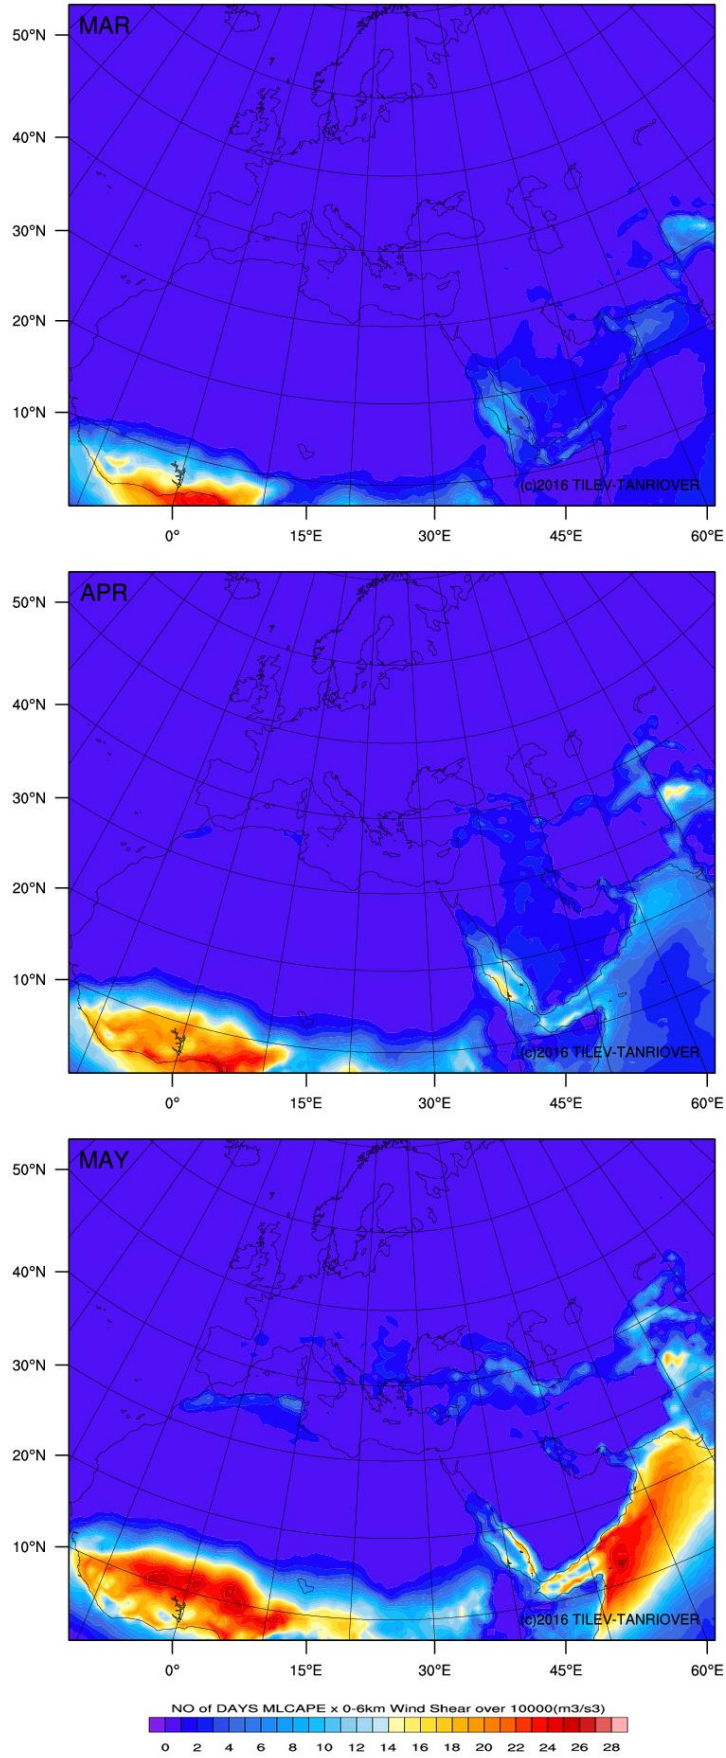 MAR
50°N
40°N
30°N
20°N
10°N
(c)2016 TILEV-TANRIOVER
0° 15°E 30°E 45°E 60°E
APR
50°N
40°N
30°N
20°N
10°N
(c)2016 TILEV-TANRIOVER
0° 15°E 30°E 45°E 60°E
MAY
50°N
40°N
30°N
20°N
10°N
(c)2016 TILEV-TANRIOVER
0° 15°E 30°E 45°E 60°E
NO of DAYS MLCAPE x 0-6km Wind Shear over 10000(m3/s3)
0 2 4 6 8 10 12 14 16 18 20 22 24 26 28